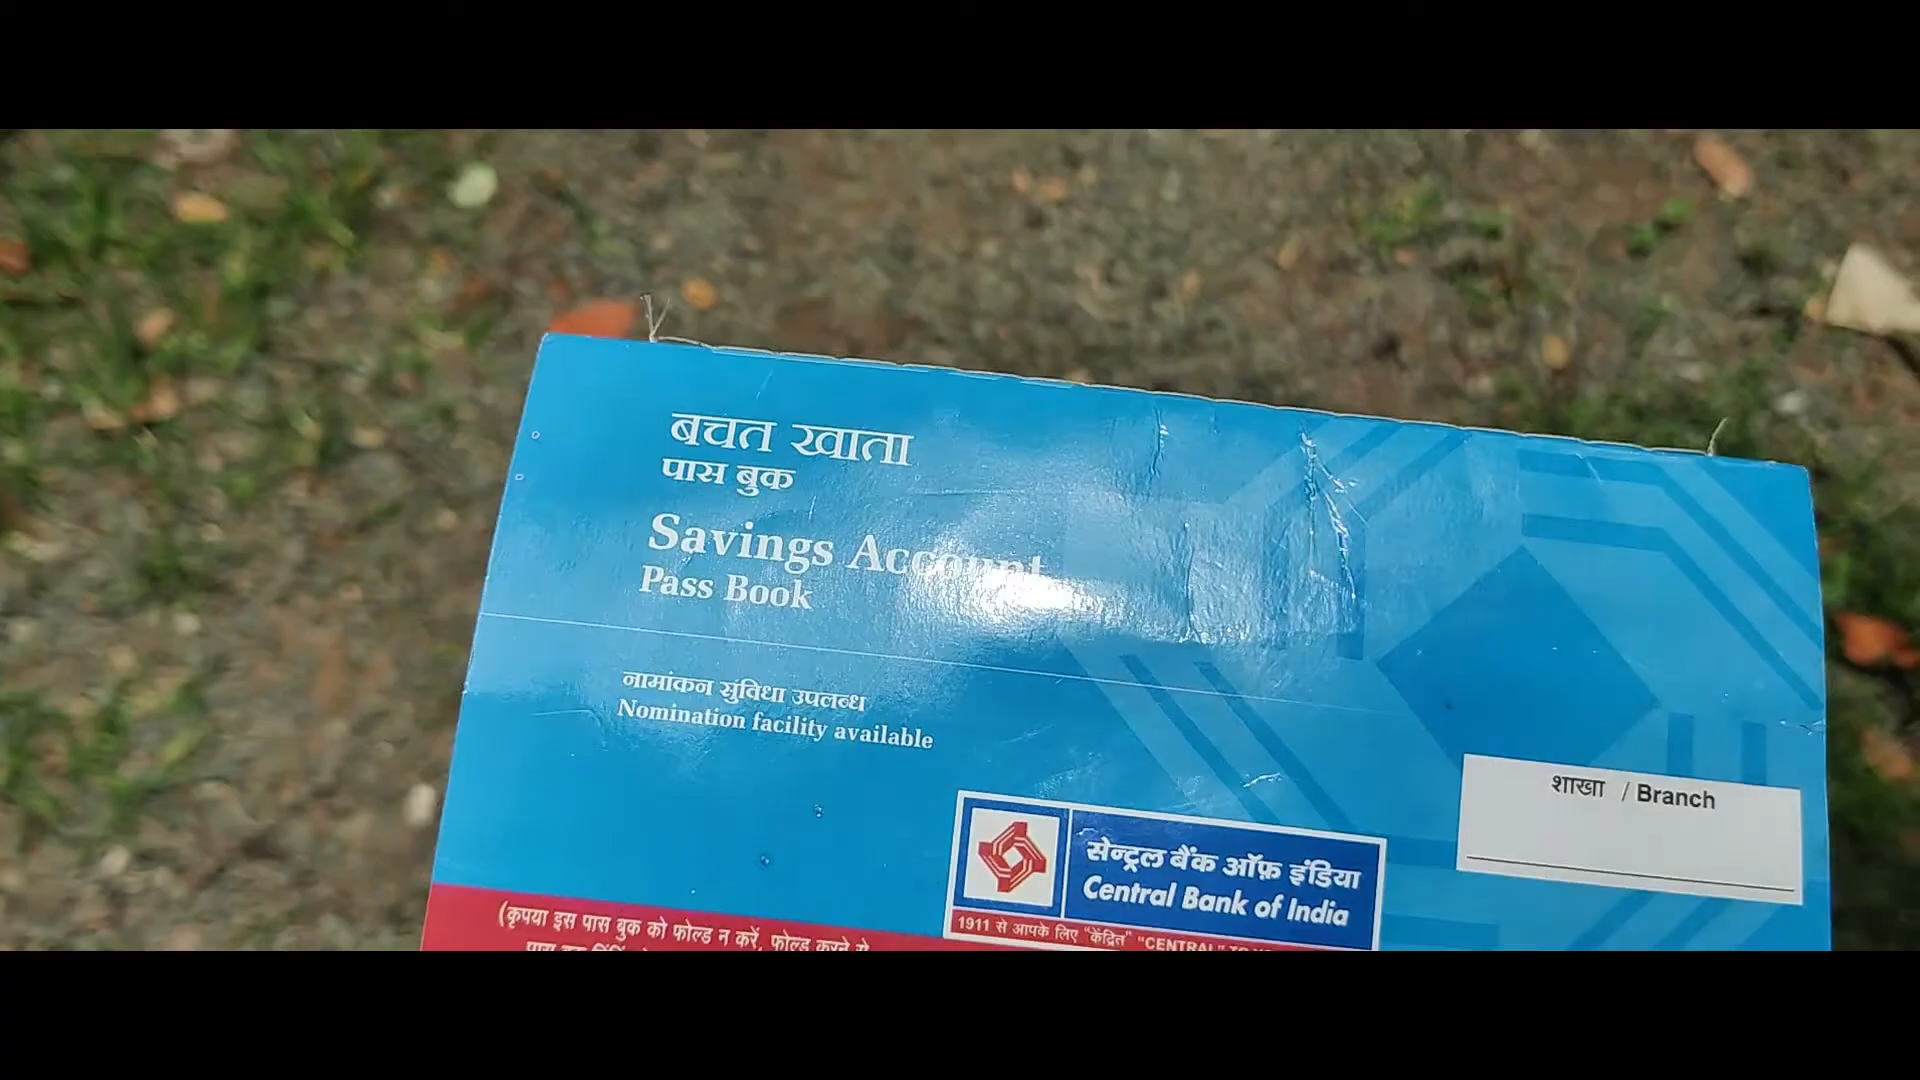 बचत खाता
पास बुक
Savings Account
Pass Book
नामांकन सुविधा उपलब्ध
Nomination facility available
शाखा / Branch
सेन्ट्रल बैंक ऑफ़ इंडिया
Central Bank of India
1911 से आपके लिए "केंद्रित" "CENTRAL" TO
(कृपया इस पास बुक को फोल्ड न करें, फोल्ड करने से